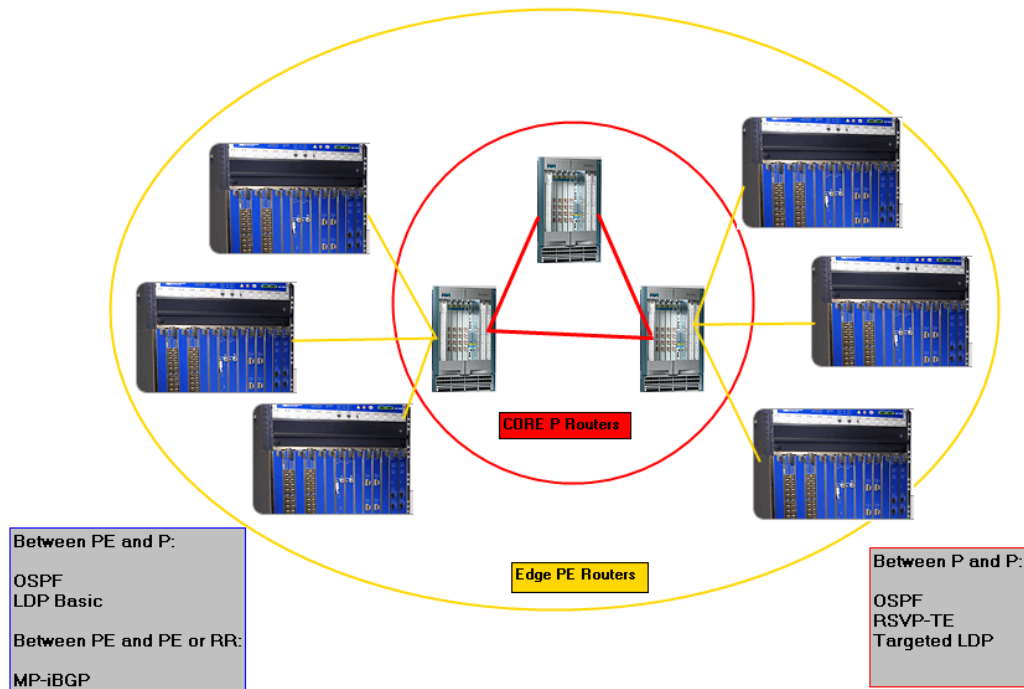 CORE P Routers
Edge PE Routers
Between PE and P:
OSPF
LDP Basic
Between PE and PE or RR:
MP-iBGP
Between P and P:
OSPF
RSVP-TE
Targeted LDP